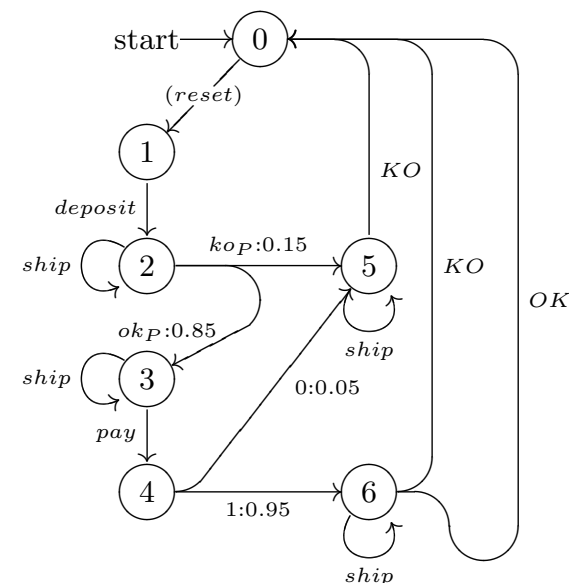 start
0
(reset)
1
deposit
KO
ship
2
ko_P:0.15
5
KO
OK
ok_P:0.85
ship
ship
3
0:0.05
pay
4
1:0.95
6
ship